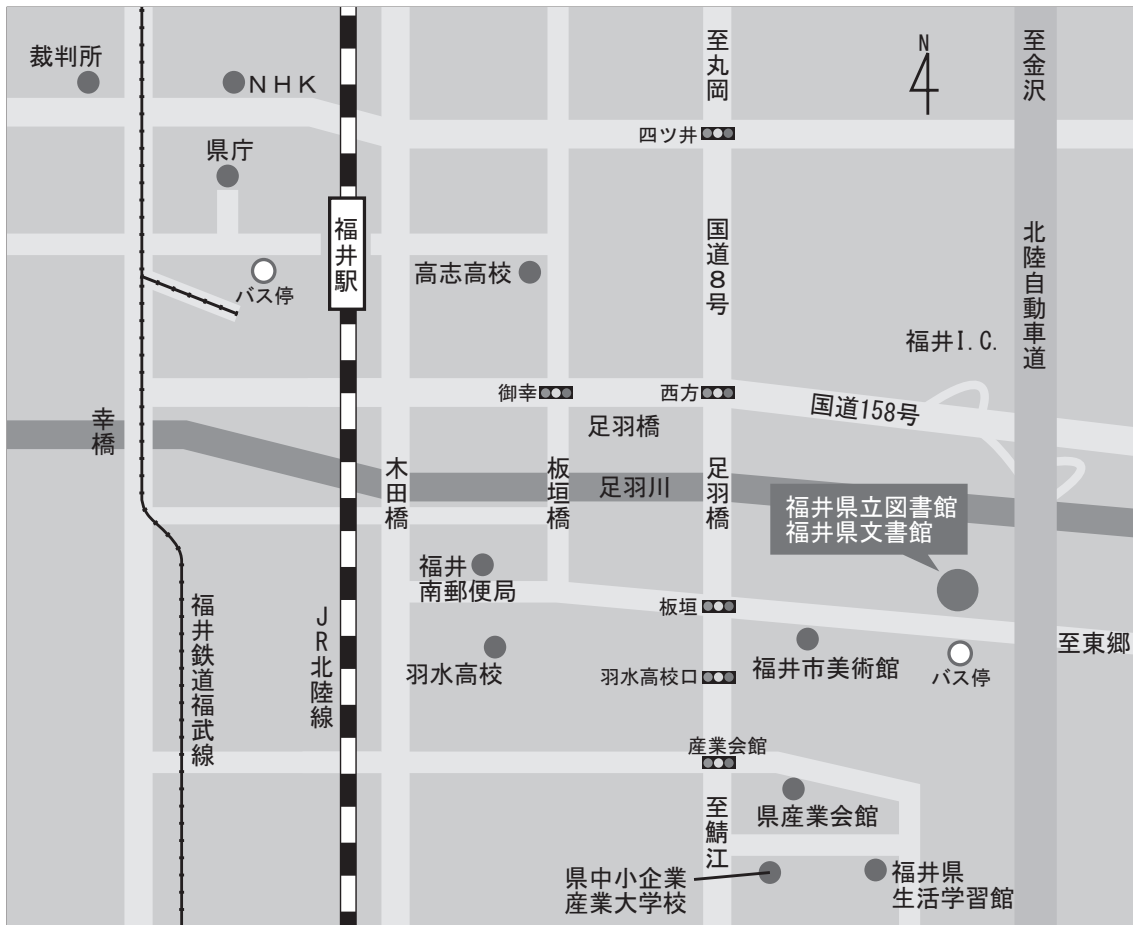 裁判所
NHK
至丸岡
N
至金沢
四ツ井
県庁
福井駅
国道8号
北陸自動車道
高志高校
バス停
福井I.C.
御幸
西方
国道158号
幸橋
足羽橋
木田橋
板垣橋
足羽川
足羽橋
福井県立図書館
福井県文書館
福井
南郵便局
板垣
福井鉄道福武線
JR北陸線
羽水高校
羽水高校口
福井市美術館
バス停
至東郷
産業会館
至鯖江
県産業会館
県中小企業
産業大学校
福井県
生活学習館